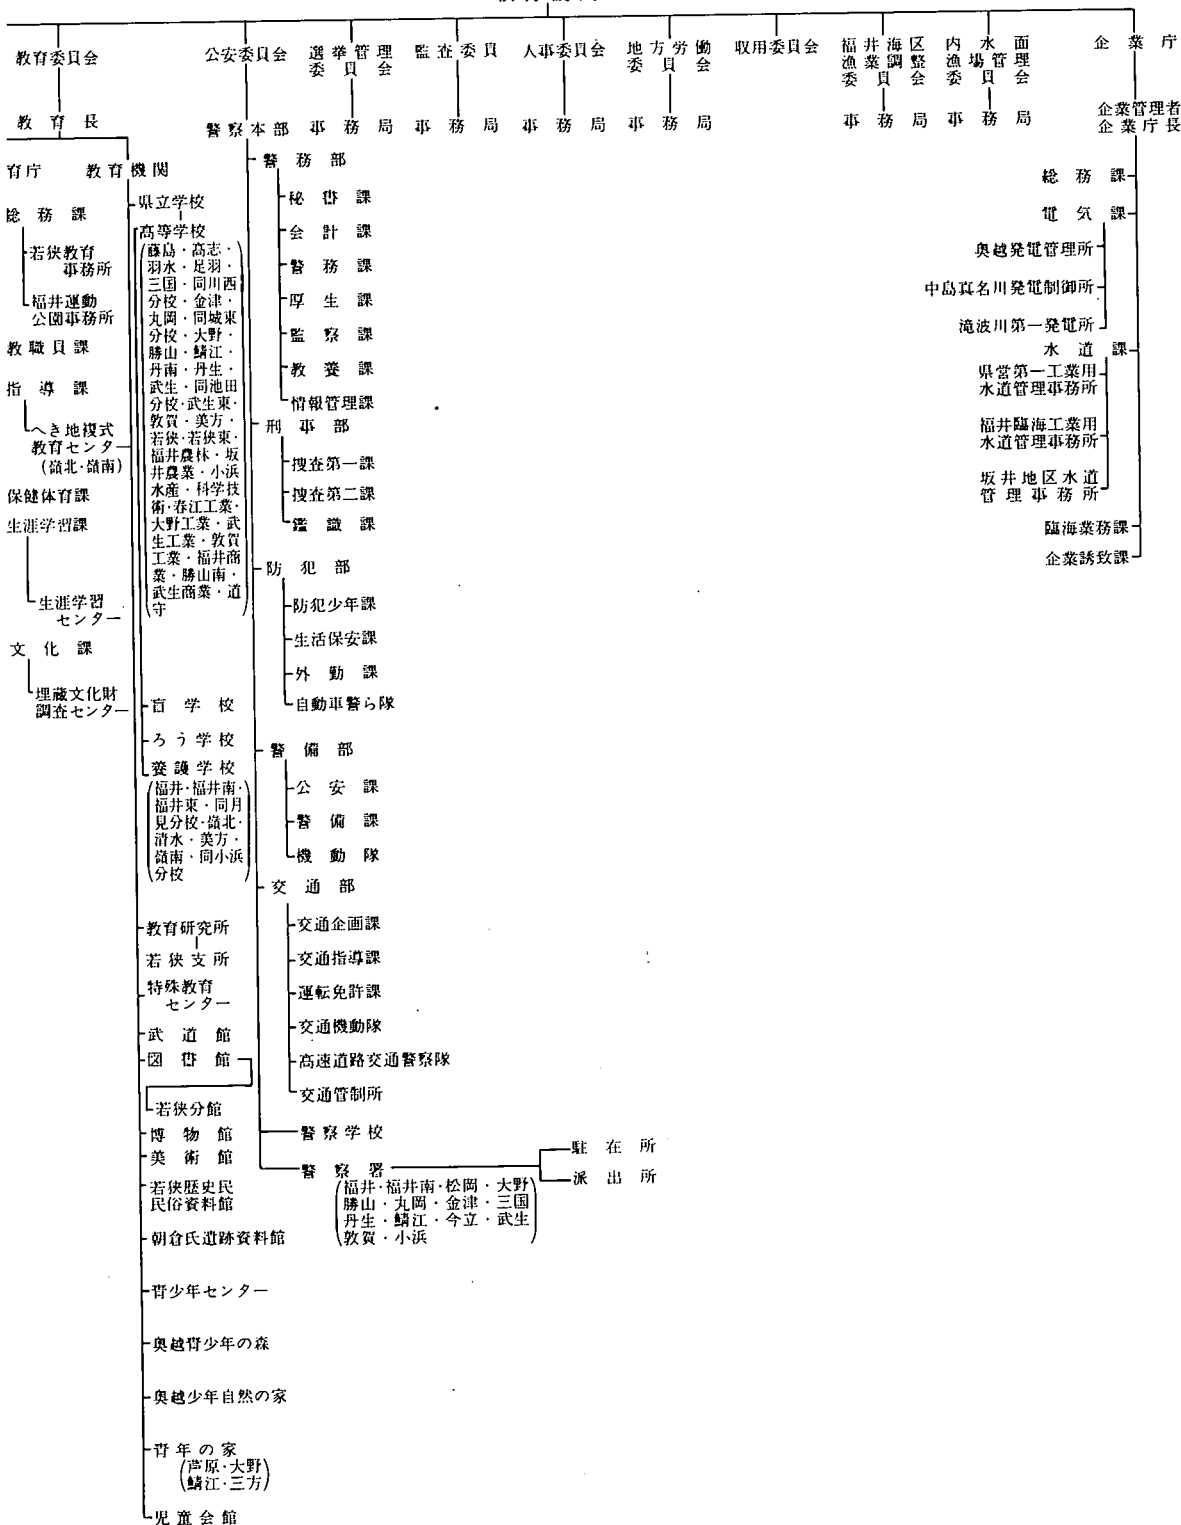 教育委員会
教育長
育庁
教育機関
総務課
若狭教育
事務所
福井運動
公園事務所
教職員課
指導課
へき地複式
教育センター
(嶺北・嶺南)
保健体育課
生涯学習課
生涯学習
センター
文化課
埋蔵文化財
調査センター
県立学校
高等学校
(藤島・高志・
羽水・足羽・
三国・同川西
分校・金津・
丸岡・同城東
分校・大野・
勝山・鯖江・
丹南・丹生・
武生・同池田
分校・武生東・
敦賀・美方・
若狭・若狭東・
福井農林・坂
井農業・小浜
水産・科学技
術・春江工業・
大野工業・武
生工業・敦賀
工業・福井商
業・勝山南・
武生商業・道
守)
盲学校
ろう学校
養護学校
(福井・福井南・
福井東・同月
見分校・嶺北・
清水・美方・
嶺南・同小浜
分校)
教育研究所
若狭支所
特殊教育
センター
武道館
図書館
若狭分館
博物館
美術館
若狭歴史民
民俗資料館
朝倉氏遺跡資料館
青少年センター
奥越青少年の森
奥越少年自然の家
青年の家
(芦原・大野
鯖江・三方)
児童会館
公安委員会
警察本部
警務部
秘書課
会計課
警務課
厚生課
監察課
教養課
情報管理課
刑事部
捜査第一課
捜査第二課
鑑識課
防犯部
防犯少年課
生活保安課
外勤課
自動車警ら隊
警備部
公安課
警備課
機動隊
交通部
交通企画課
交通指導課
運転免許課
交通機動隊
高速道路交通警察隊
交通管制所
警察学校
警察署
(福井・福井南・松岡・大野
勝山・丸岡・金津・三国
丹生・鯖江・今立・武生
敦賀・小浜)
駐在所
派出所
選挙管理
委員会
事務局
監査委員
事務局
人事委員会
事務局
地方労働
委員会
事務局
収用委員会
福井海区
漁業調整
委員会
事務局
内水面
漁場管理
委員会
事務局
企業庁
企業管理者
企業庁長
総務課
電気課
奥越発電管理所
中島真名川発電制御所
滝波川第一発電所
水道課
県営第一工業用
水道管理事務所
福井臨海工業用
水道管理事務所
坂井地区水道
管理事務所
臨海業務課
企業誘致課